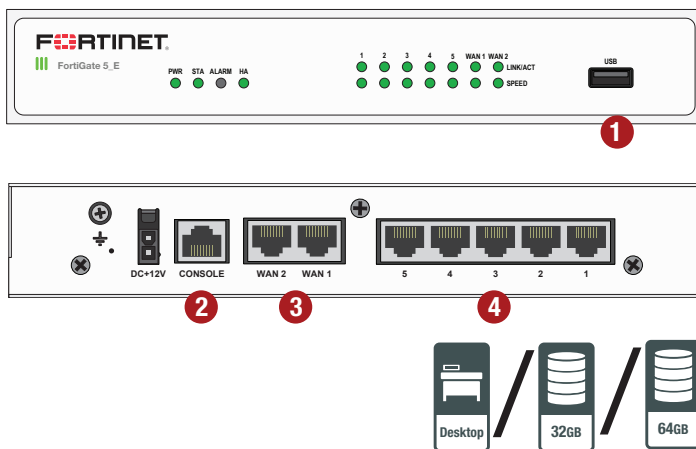 FORTINET
FortiGate 5_E
PWR STA ALARM HA
1 2 3 4 5 WAN 1 WAN 2
LINK/ACT
SPEED
USB
1
DC+12V CONSOLE WAN 2 WAN 1 5 4 3 2 1
2 3 4
Desktop 32GB 64GB